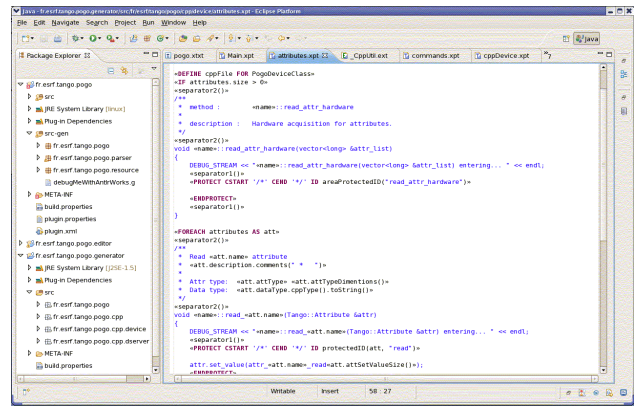 Java - fr.esrf.tango.pogo.generator/src/fr/esrf/tango/pogo/cppdevice/attributes.xpt - Eclipse Platform
File Edit Navigate Search Project Run Window Help
Java
Package Explorer
pogo.xtxt
Main.xpt
attributes.xpt
_CppUtil.ext
commands.xpt
cppDevice.xpt
fr.esrf.tango.pogo
src
JRE System Library [linux]
Plug-in Dependencies
src-gen
fr.esrf.tango.pogo
fr.esrf.tango.pogo.parser
fr.esrf.tango.pogo.resource
debugMeWithAntlrWorks.g
META-INF
build.properties
plugin.properties
plugin.xml
fr.esrf.tango.pogo.editor
fr.esrf.tango.pogo.generator
JRE System Library [J2SE-1.5]
Plug-in Dependencies
src
fr.esrf.tango.pogo
fr.esrf.tango.pogo.cpp
fr.esrf.tango.pogo.cpp.device
fr.esrf.tango.pogo.cpp.dserver
META-INF
build.properties
«DEFINE cppFile FOR PogoDeviceClass»
«IF attributes.size > 0»
«separator2()»
/**
* method : «name»::read_attr_hardware
*
* description : Hardware acquisition for attributes.
*/
«separator2()»
void «name»::read_attr_hardware(vector<long> &attr_list)
{
DEBUG_STREAM << "«name»::read_attr_hardware(vector<long> &attr_list) entering... " << endl;
«separator1()»
«PROTECT CSTART '/*' CEND '*/' ID areaProtectedID("read_attr_hardware")»
«ENDPROTECT»
«separator1()»
}
«FOREACH attributes AS att»
«separator2()»
/**
* Read «att.name» attribute
* «att.description.comments(" * ")»
*
* Attr type: «att.attType» «att.attTypeDimentions()»
* Data type: «att.dataType.cppType().toString()»
*/
«separator2()»
void «name»::read_«att.name»(Tango::Attribute &attr)
{
DEBUG_STREAM << "«name»::read_«att.name»(Tango::Attribute &attr) entering... " << endl;
«separator1()»
«PROTECT CSTART '/*' CEND '*/' ID protectedID(att, "read")»
attr.set_value(attr_«att.name»_read«att.attSetValueSize()»);
«ENDPROTECT»
Writable Insert 58 : 27